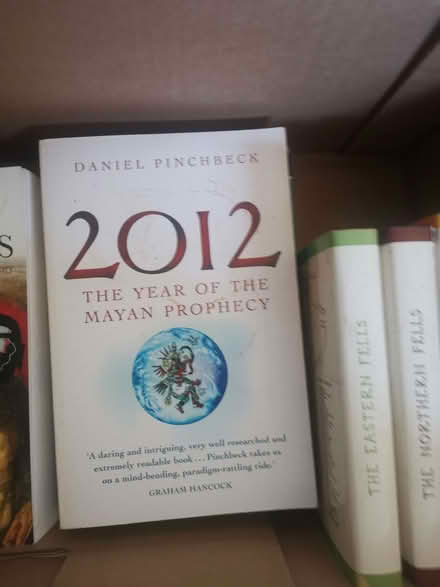 S
DANIEL PINCHBECK
2012
THE YEAR OF THE
MAYAN PROPHECY
'A daring and intriguing, very well researched and
extremely readable book ... Pinchbeck takes us
on a mind-bending, paradigm-rattling ride.'
GRAHAM HANCOCK
THE EASTERN FELLS
THE NORTHERN FELLS